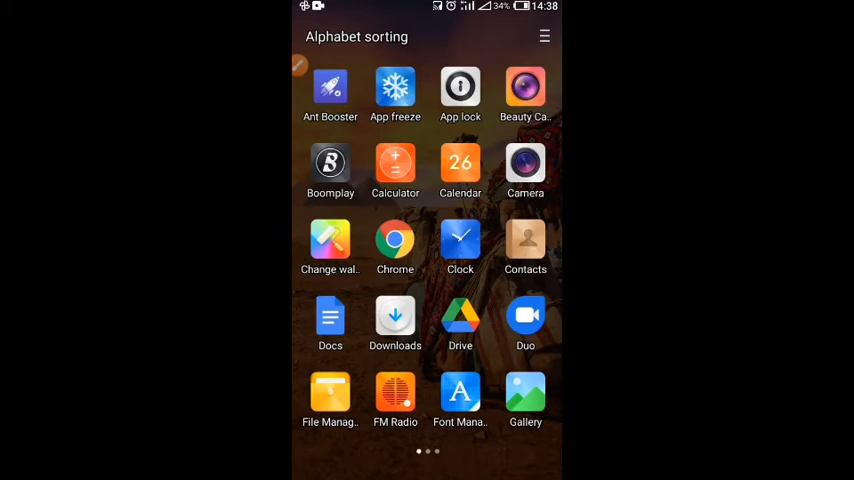 34% 14:38
Alphabet sorting
Ant Booster App freeze App lock Beauty Ca..
B
26
Boomplay Calculator Calendar Camera
Change wal.. Chrome Clock Contacts
Docs Downloads Drive Duo
A
File Manag.. FM Radio Font Mana.. Gallery